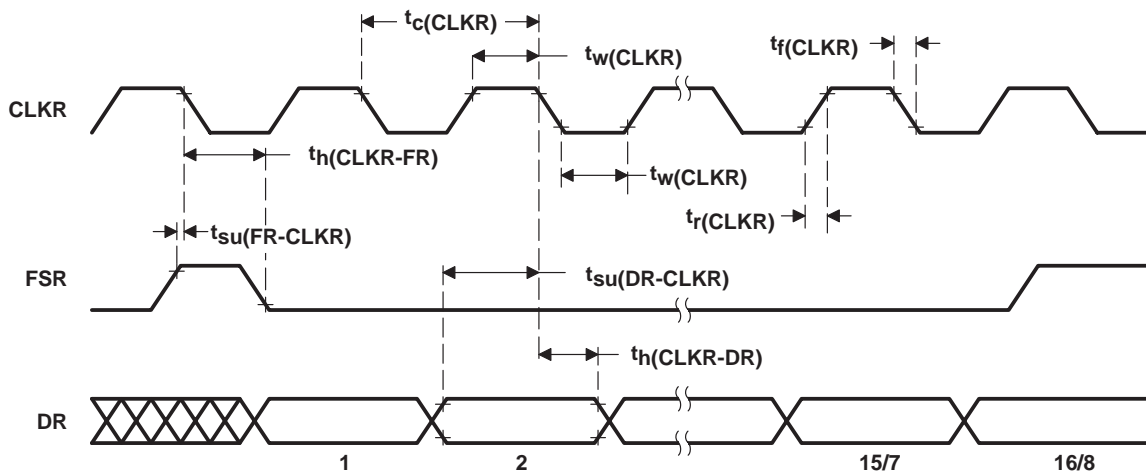 tc(CLKR)
tw(CLKR)
tf(CLKR)
CLKR
th(CLKR-FR)
tw(CLKR)
tr(CLKR)
tsu(FR-CLKR)
FSR
tsu(DR-CLKR)
th(CLKR-DR)
DR
1 2 15/7 16/8